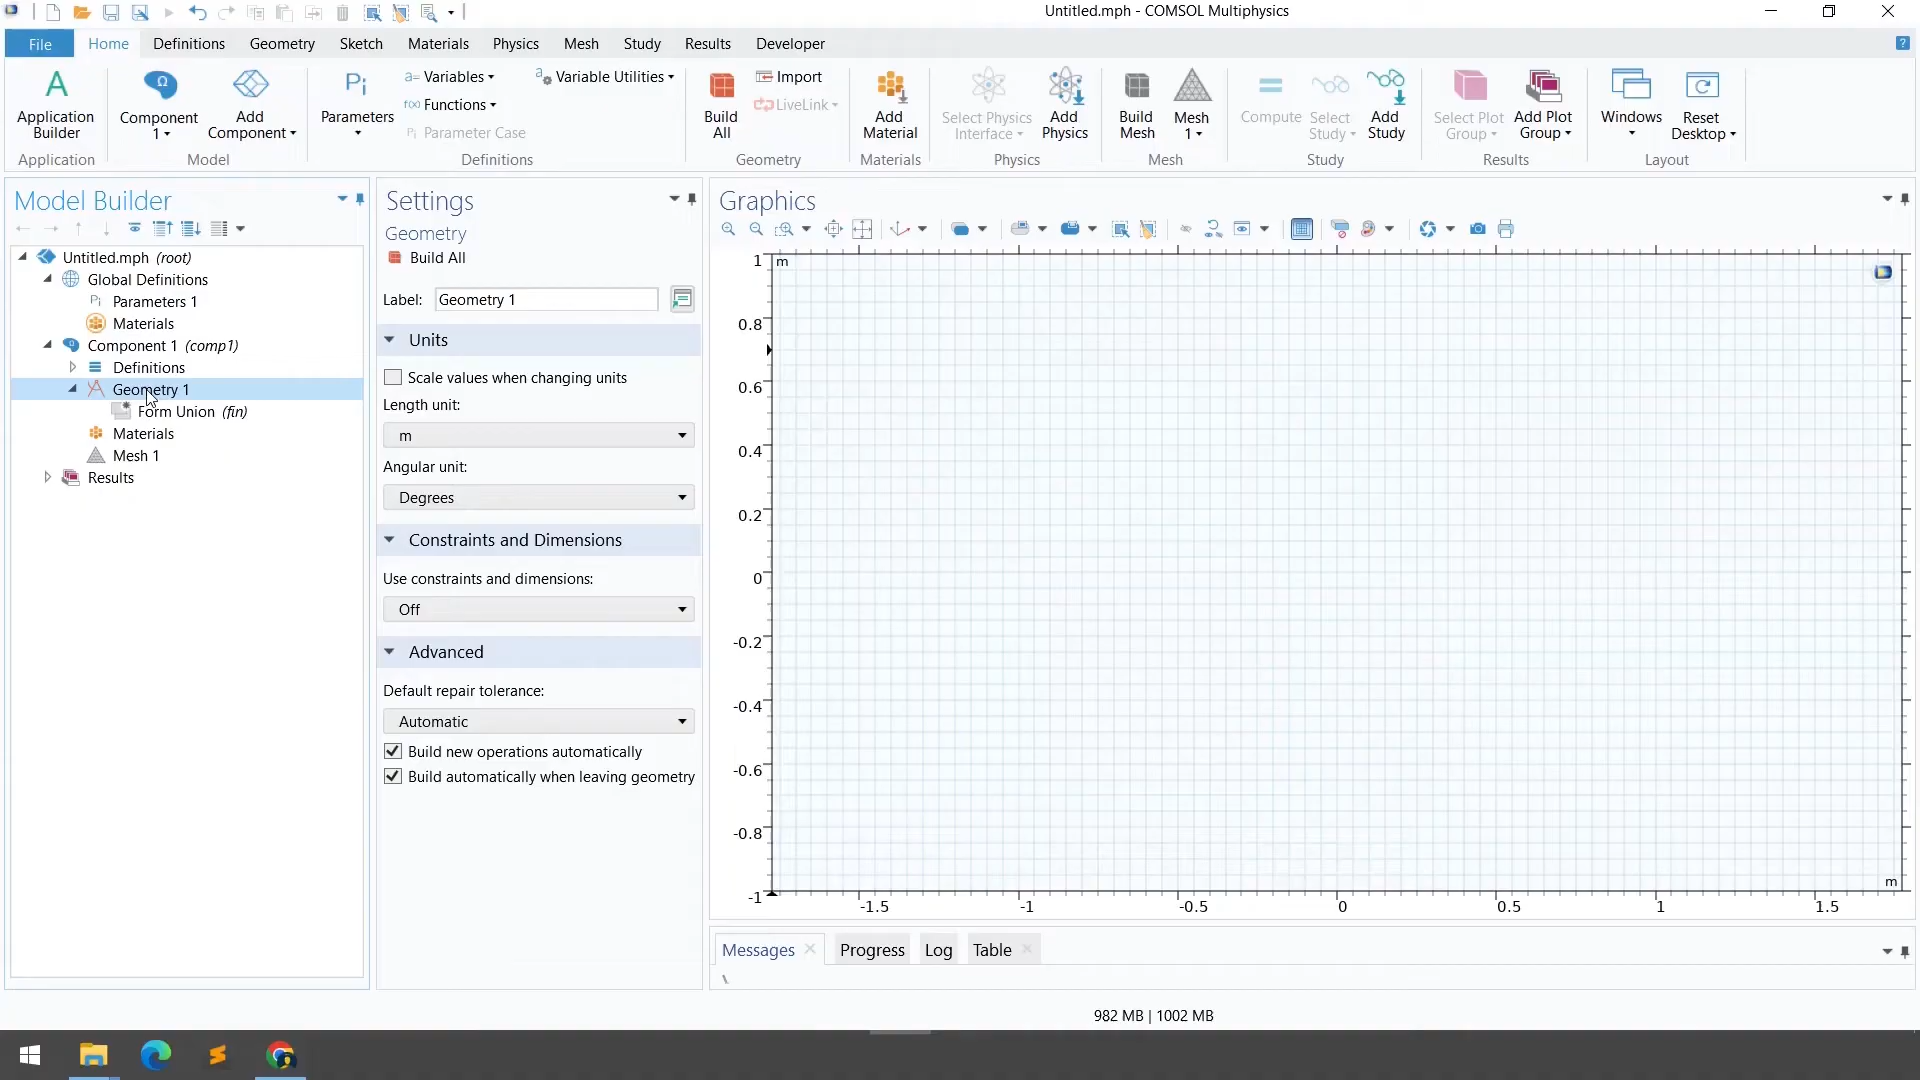 Untitled.mph - COMSOL Multiphysics
File Home Definitions Geometry Sketch Materials Physics Mesh Study Results Developer
Application Builder
Application
Component 1
Add Component
Model
Pi
Parameters
a= Variables
Variable Utilities
f(x) Functions
Pi Parameter Case
Definitions
Build All
Import
LiveLink
Geometry
Add Material
Materials
Select Physics Interface
Add Physics
Physics
Build Mesh
Mesh 1
Mesh
Compute
Select Study
Add Study
Study
Select Plot Group
Add Plot Group
Results
Windows
Reset Desktop
Layout
Model Builder
Untitled.mph (root)
Global Definitions
Pi Parameters 1
Materials
Component 1 (comp1)
Definitions
Geometry 1
Form Union (fin)
Materials
Mesh 1
Results
Settings
Geometry
Build All
Label: Geometry 1
Units
Scale values when changing units
Length unit:
m
Angular unit:
Degrees
Constraints and Dimensions
Use constraints and dimensions:
Off
Advanced
Default repair tolerance:
Automatic
Build new operations automatically
Build automatically when leaving geometry
Graphics
m
1
0.8
0.6
0.4
0.2
0
-0.2
-0.4
-0.6
-0.8
-1
m
-1.5 -1 -0.5 0 0.5 1 1.5
Messages Progress Log Table
982 MB | 1002 MB